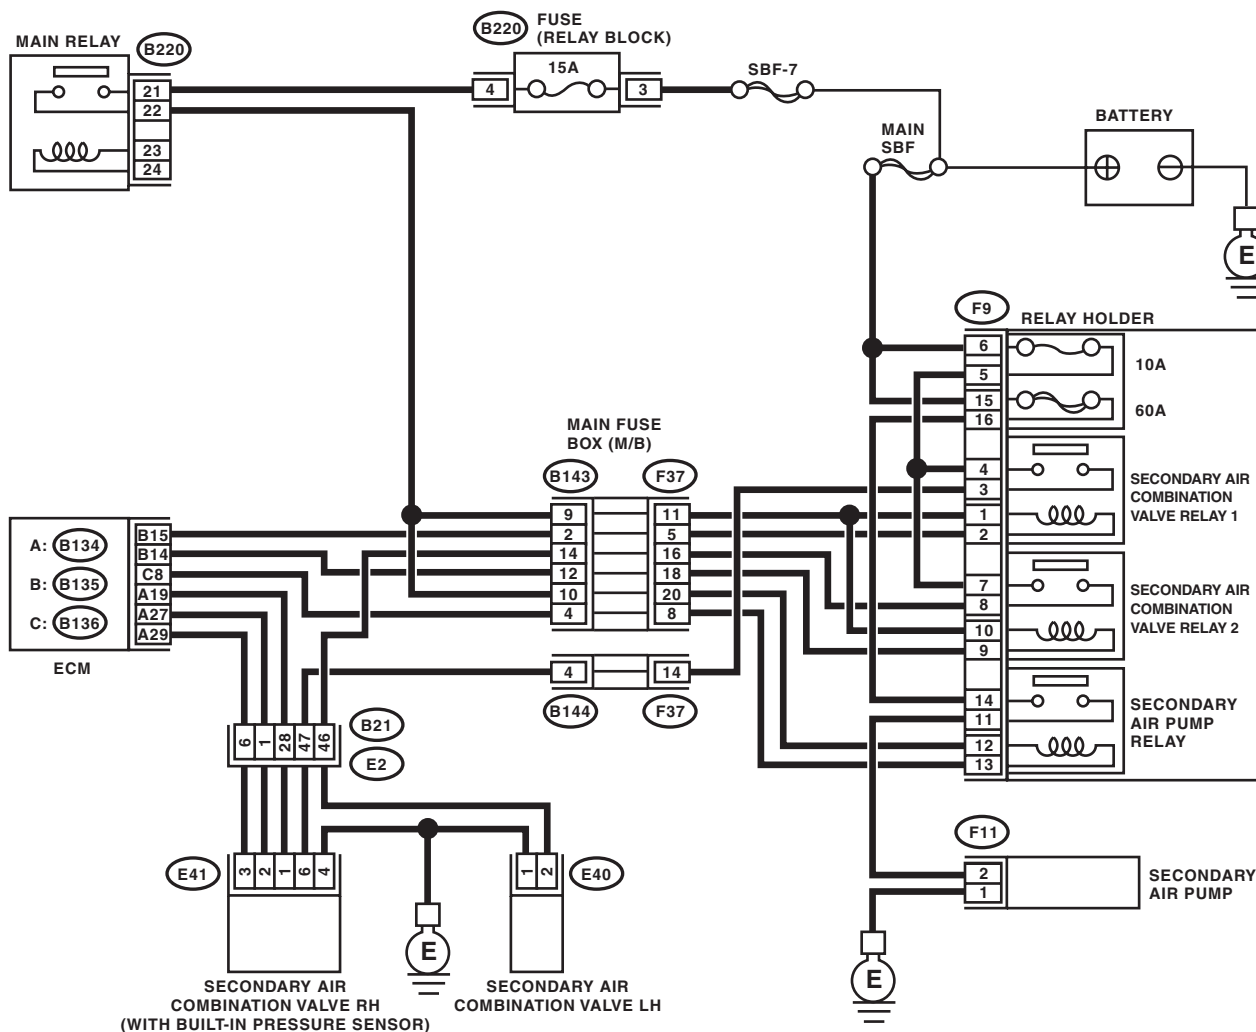 MAIN RELAY
B220
21
22
23
24
B220
FUSE
(RELAY BLOCK)
15A
4
3
SBF-7
MAIN
SBF
BATTERY
E
F9
RELAY HOLDER
6
5
15
16
10A
60A
4
3
1
2
SECONDARY AIR
COMBINATION
VALVE RELAY 1
7
8
10
9
SECONDARY AIR
COMBINATION
VALVE RELAY 2
14
11
12
13
SECONDARY
AIR PUMP
RELAY
MAIN FUSE
BOX (M/B)
B143
F37
9
11
2
5
14
16
12
18
10
20
4
8
4
14
B144
F37
A: B134
B: B135
C: B136
B15
B14
C8
A19
A27
A29
ECM
6
1
28
47
46
B21
E2
E41
3
2
1
6
4
SECONDARY AIR
COMBINATION VALVE RH
(WITH BUILT-IN PRESSURE SENSOR)
E
1
2
E40
SECONDARY AIR
COMBINATION VALVE LH
F11
2
1
SECONDARY
AIR PUMP
E